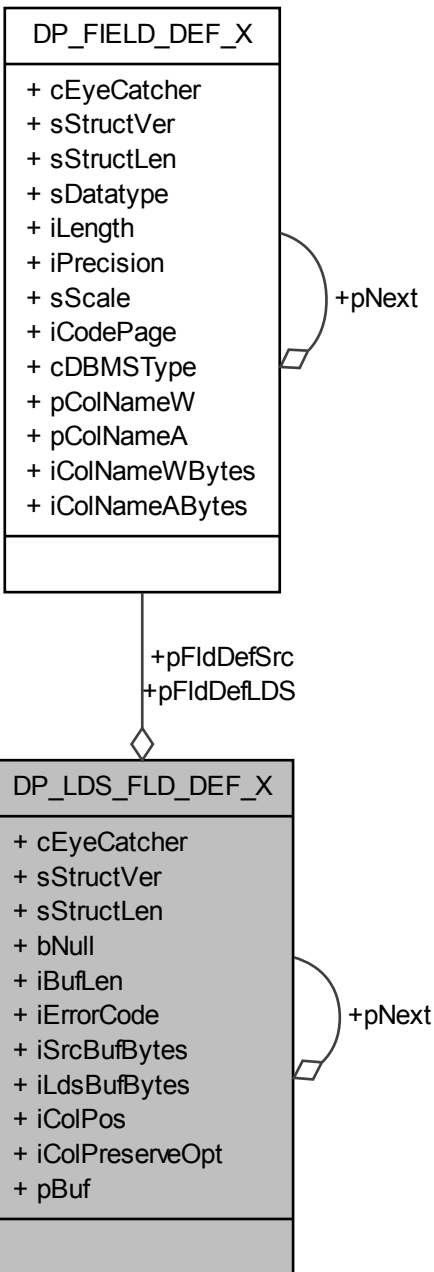 DP_FIELD_DEF_X
+ cEyeCatcher
+ sStructVer
+ sStructLen
+ sDatatype
+ iLength
+ iPrecision
+ sScale
+ iCodePage
+ cDBMSType
+ pColNameW
+ pColNameA
+ iColNameWBytes
+ iColNameABytes
+pNext
+pFldDefSrc
+pFldDefLDS
DP_LDS_FLD_DEF_X
+ cEyeCatcher
+ sStructVer
+ sStructLen
+ bNull
+ iBufLen
+ iErrorCode
+ iSrcBufBytes
+ iLdsBufBytes
+ iColPos
+ iColPreserveOpt
+ pBuf
+pNext